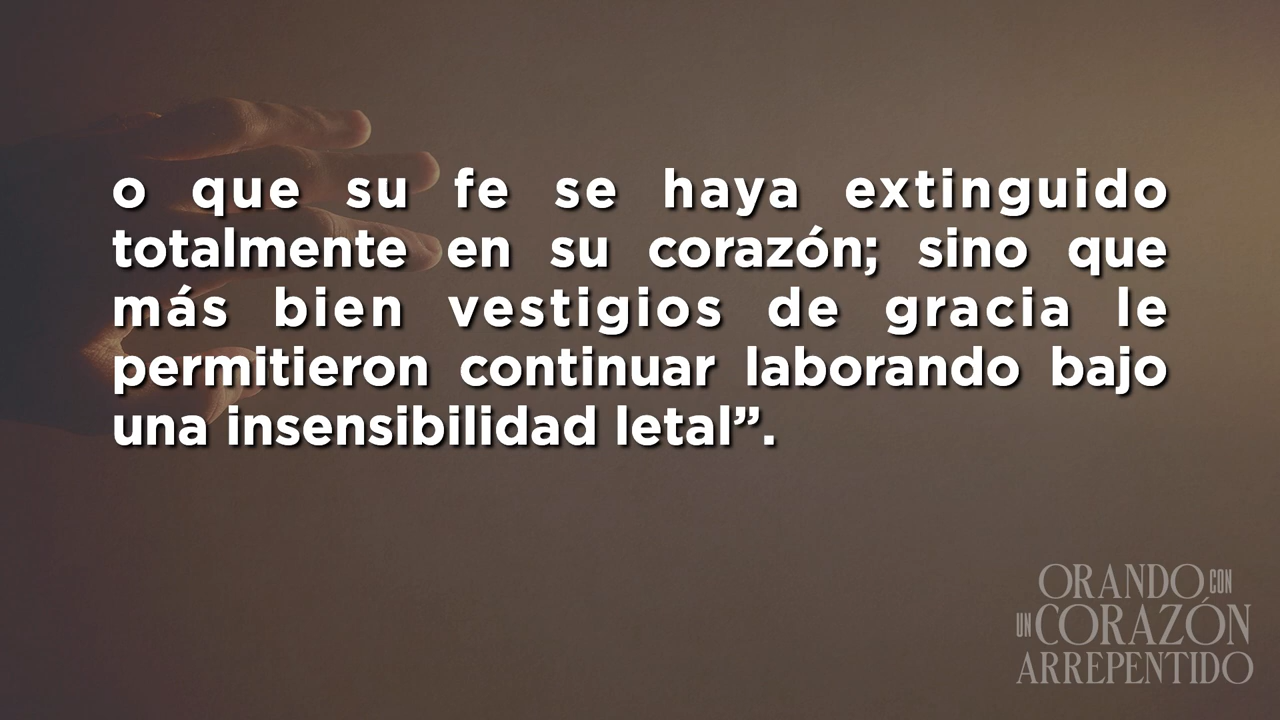 o que su fe se haya extinguido
totalmente en su corazón; sino que
más bien vestigios de gracia le
permitieron continuar laborando bajo
una insensibilidad letal”.
ORANDO CON
UN CORAZÓN
ARREPENTIDO